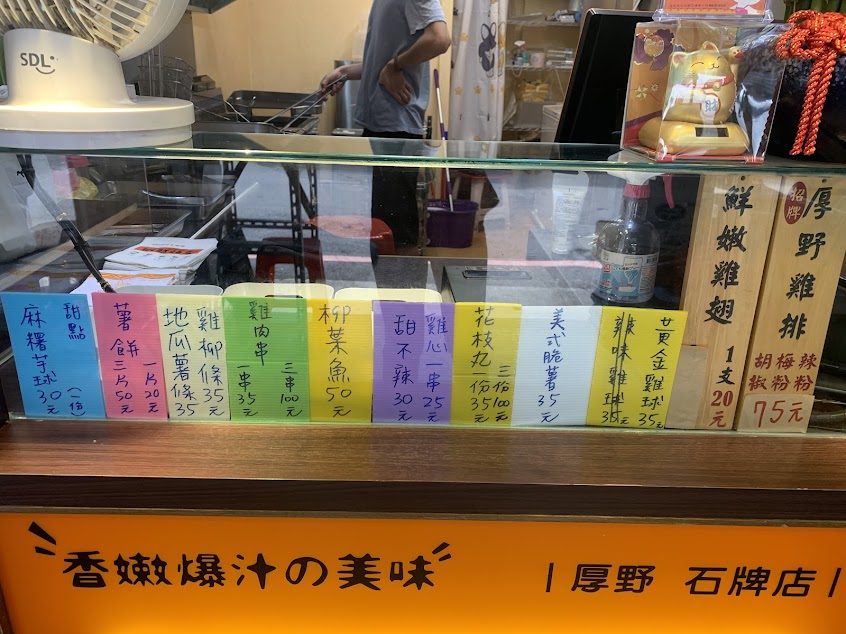 SDL
財
招牌
厚野雞排
胡椒粉
梅粉
辣粉
75元
鮮嫩雞翅
1支
20元
黃金雞球
35元
辣味雞球
35元
美式脆薯
35元
花枝丸
一份35元
三份100元
雞心一串
25元
甜不辣
30元
柳葉魚
50元
雞肉串
一串35元
三串100元
雞柳條
35元
地瓜薯條
35
薯餅
一片20元
三片50元
甜點
麻糬芋球
30元
(一份)
香嫩爆汁の美味
|厚野 石牌店|